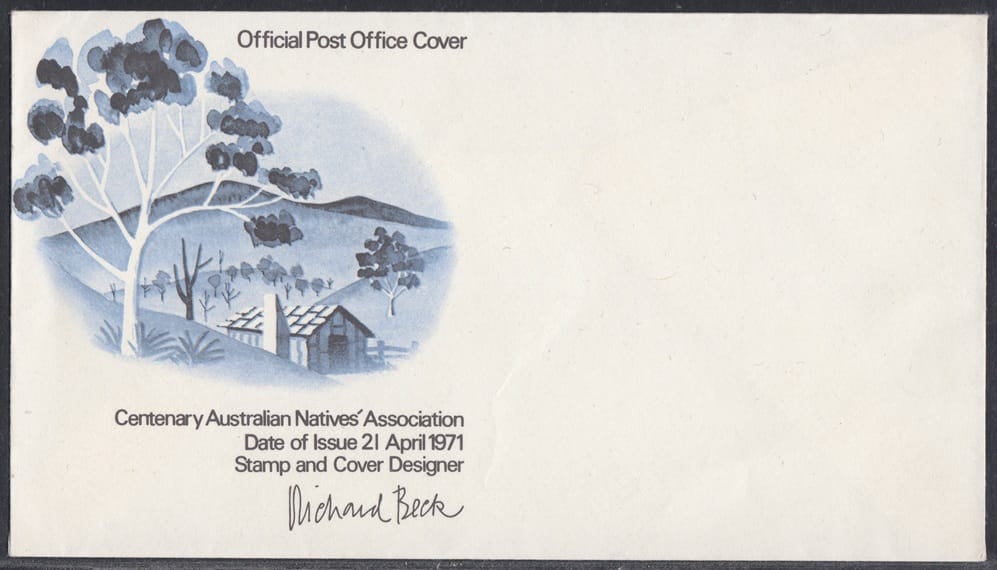 Official Post Office Cover
Centenary Australian Natives' Association
Date of Issue 21 April 1971
Stamp and Cover Designer
Richard Beck